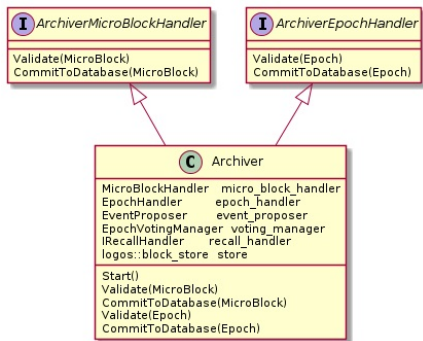 I ArchiverMicroBlockHandler
Validate(MicroBlock)
CommitToDatabase(MicroBlock)
I ArchiverEpochHandler
Validate(Epoch)
CommitToDatabase(Epoch)
C Archiver
MicroBlockHandler micro_block_handler
EpochHandler epoch_handler
EventProposer event_proposer
EpochVotingManager voting_manager
IRecallHandler recall_handler
logos::block_store store
Start()
Validate(MicroBlock)
CommitToDatabase(MicroBlock)
Validate(Epoch)
CommitToDatabase(Epoch)